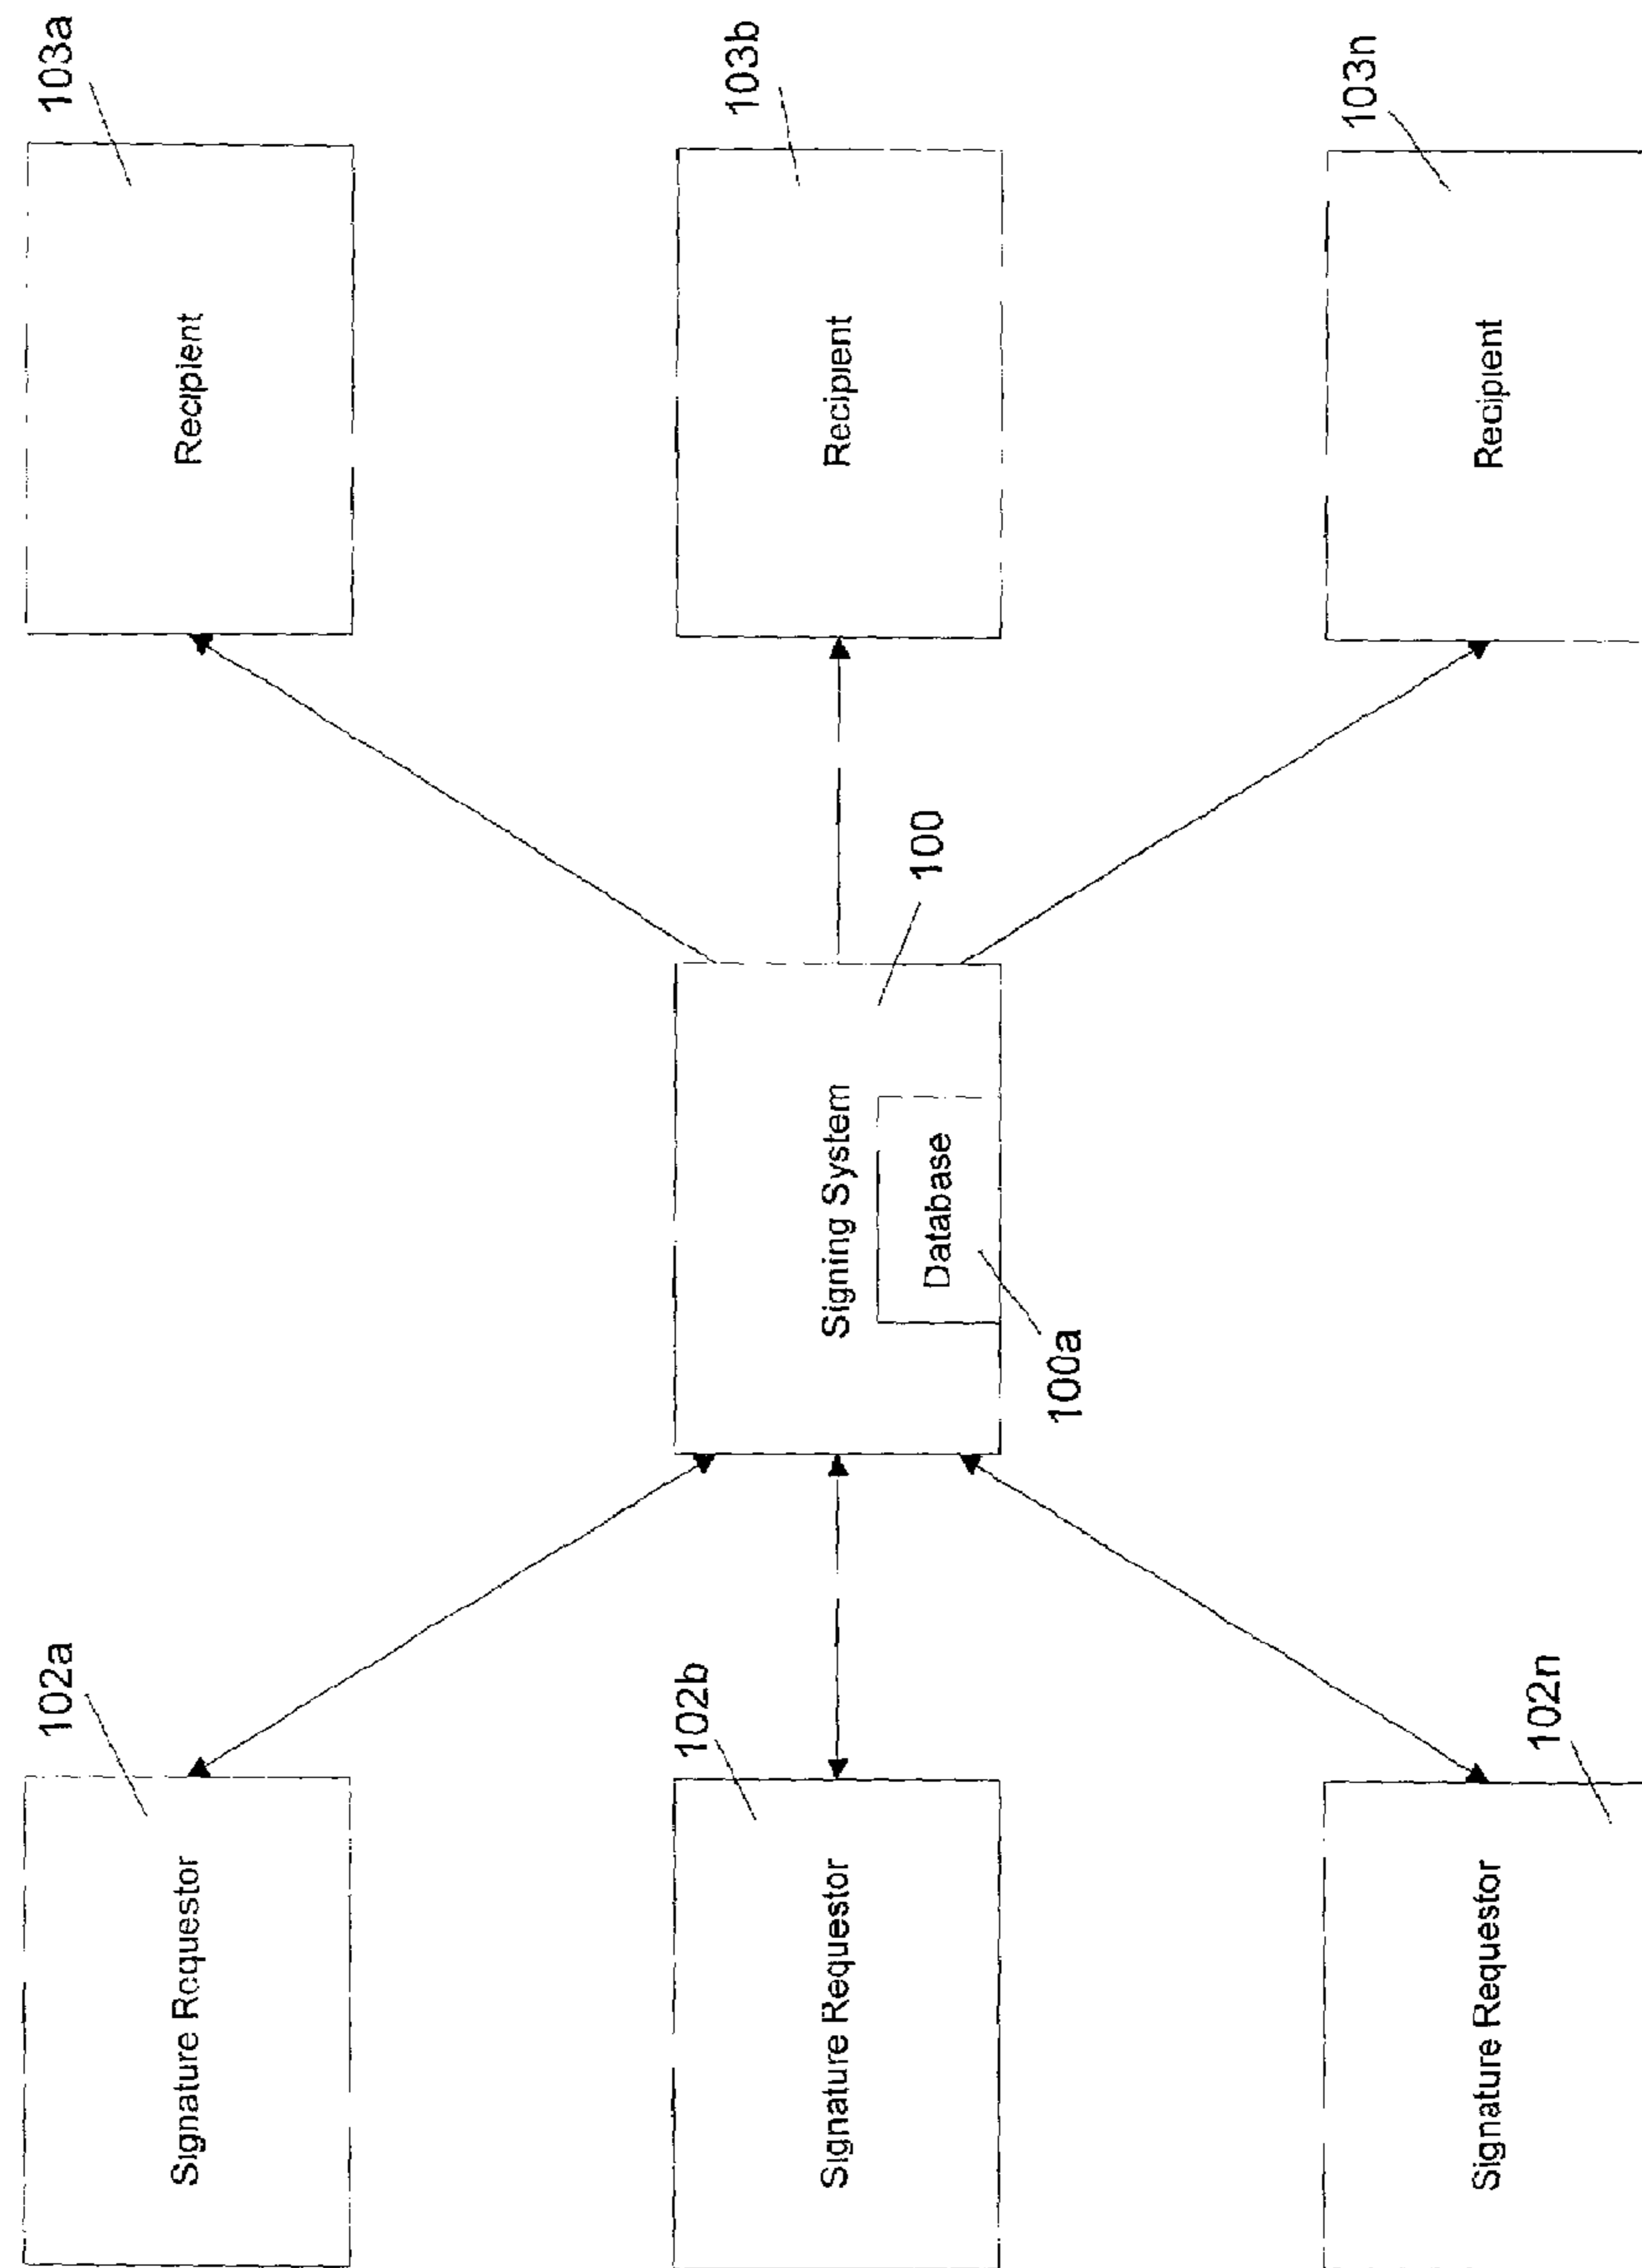 102a
103a
Signature Requestor
Recipient
102b
103b
Signature Requestor
Signing System
Recipient
100
Database
100a
103n
Signature Requestor
Recipient
102n